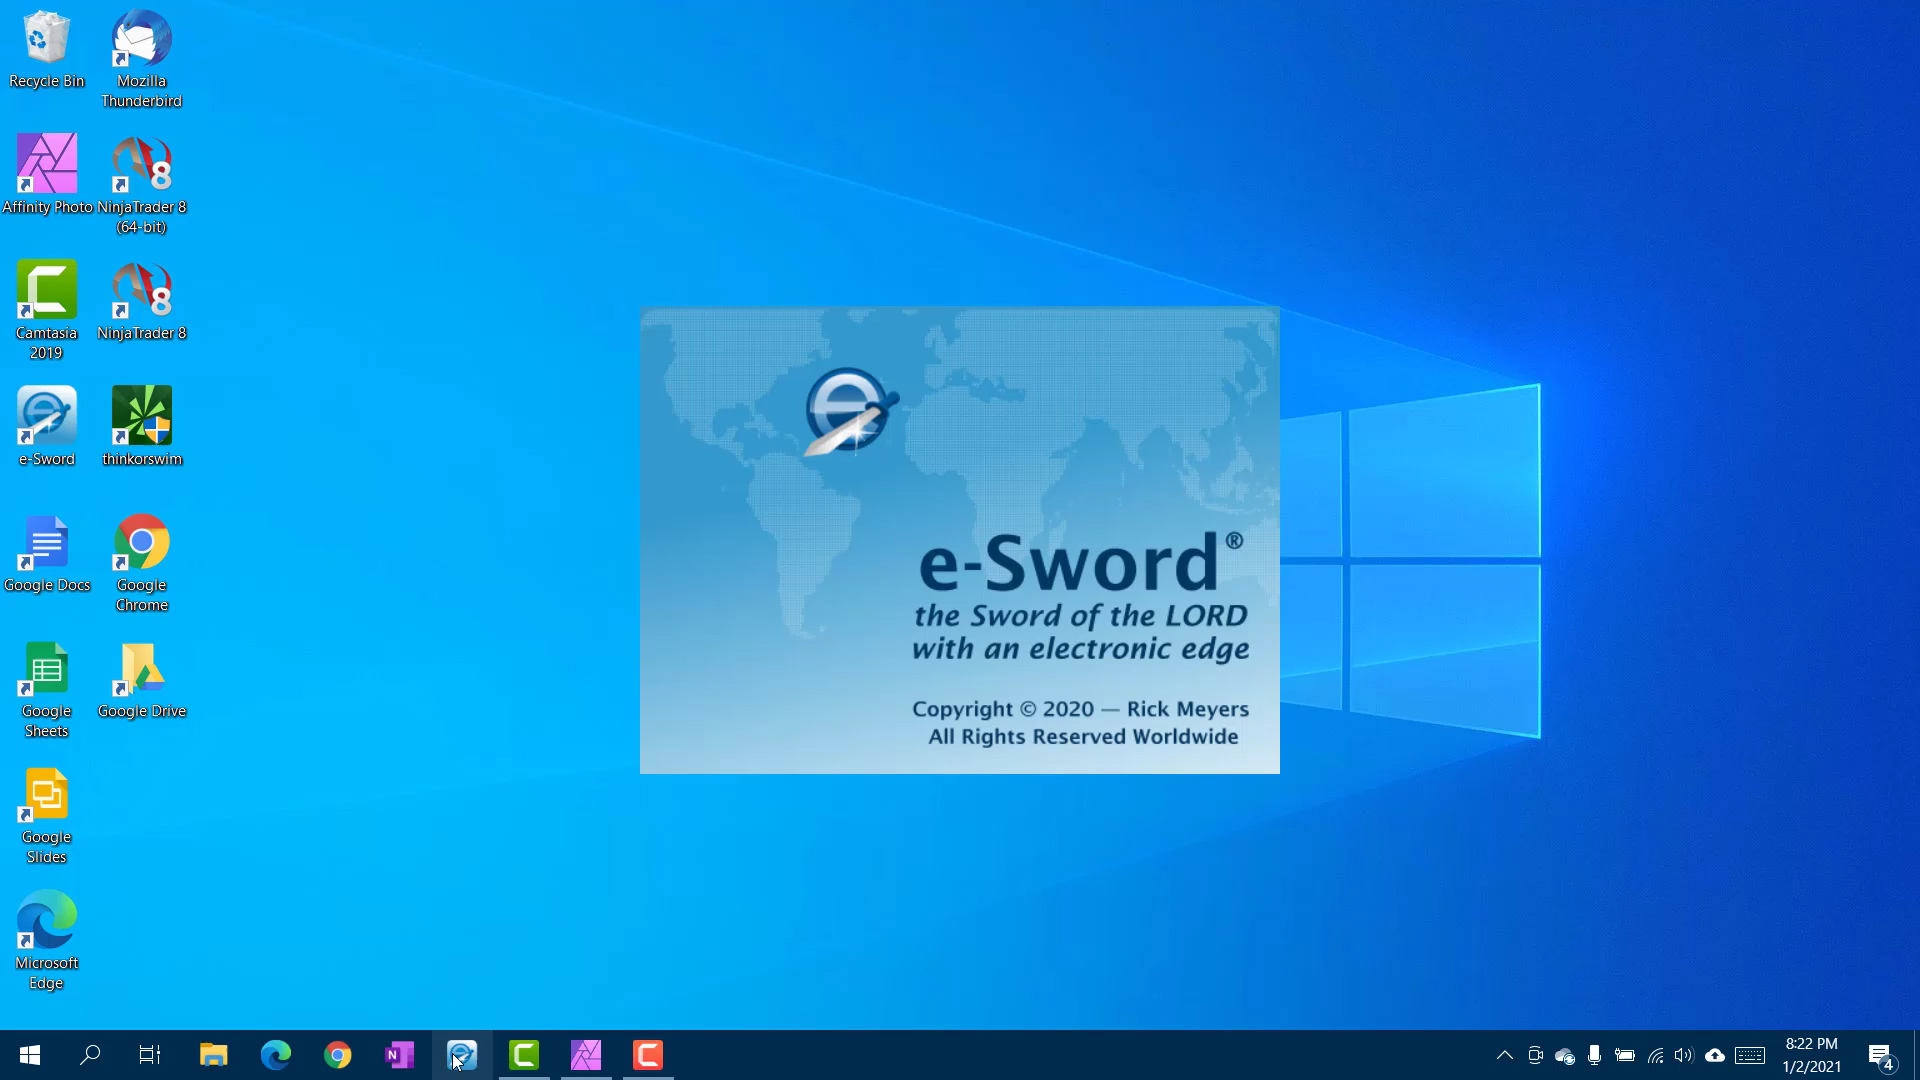 Recycle Bin
Mozilla
Thunderbird
Affinity Photo
NinjaTrader 8
(64-bit)
Camtasia
2019
NinjaTrader 8
e-Sword
thinkorswim
Google Docs
Google
Chrome
Google
Sheets
Google Drive
Google
Slides
Microsoft
Edge
e-Sword®
the Sword of the LORD
with an electronic edge
Copyright © 2020 — Rick Meyers
All Rights Reserved Worldwide
8:22 PM
1/2/2021
4